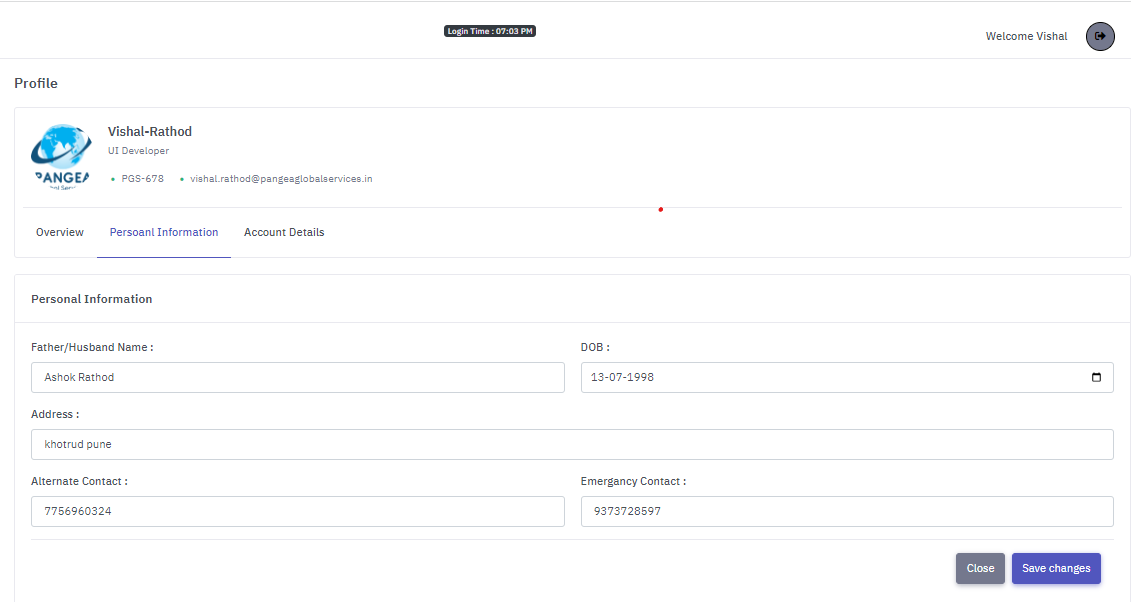 Login Time : 07:03 PM
Welcome Vishal
Profile
Vishal-Rathod
UI Developer
PANGEA
PGS-678 vishal.rathod@pangeaglobalservices.in
Overview Persoanl Information Account Details
Personal Information
Father/Husband Name : DOB :
Ashok Rathod 13-07-1998
Address :
khotrud pune
Alternate Contact : Emergancy Contact :
7756960324 9373728597
Close Save changes